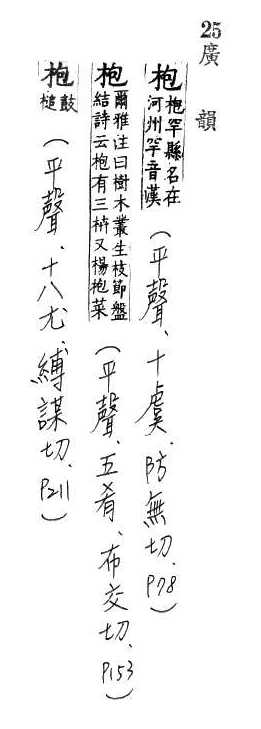 25廣韻
枹 枹罕縣名在
河州罕音漢
(平聲、十虞、防無切、P78)
枹 爾雅注曰樹木叢生枝節盤
結詩云枹有三枿又楊枹菜
(平聲、五肴、布交切、P153)
枹 鼓
槌
(平聲、十八尤、縛謀切、P211)